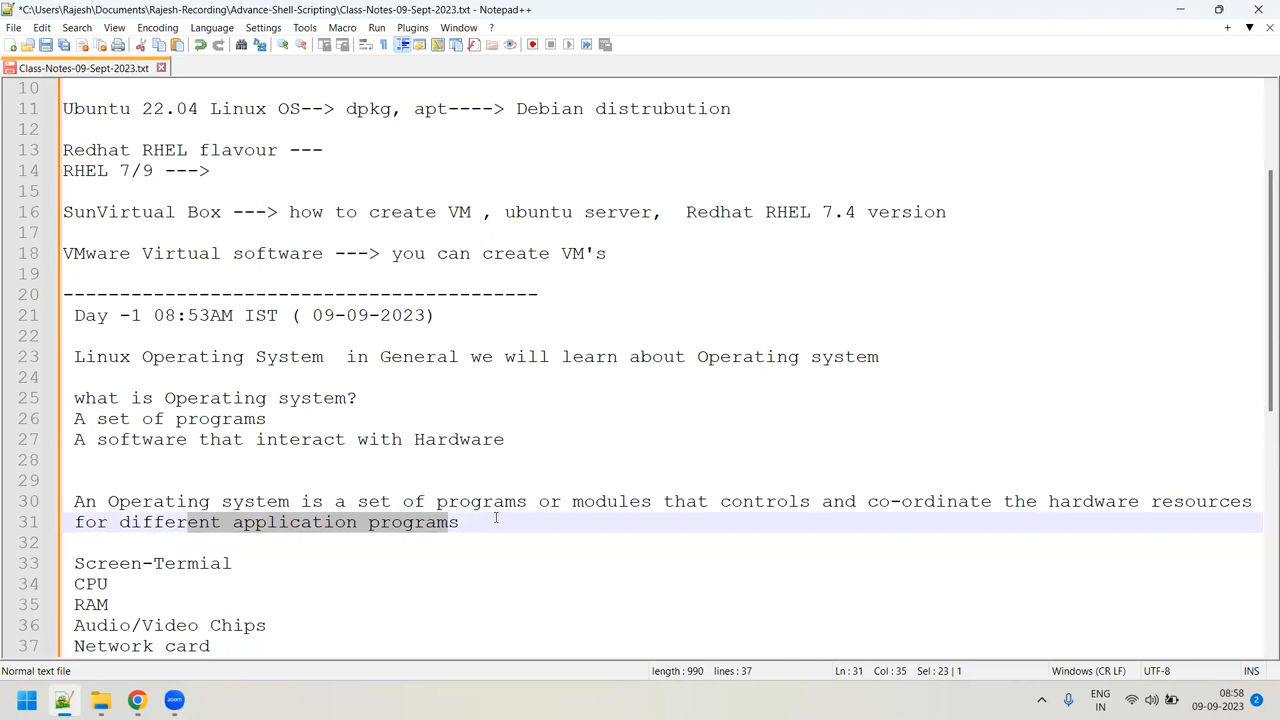 *C:\Users\Rajesh\Documents\Rajesh-Recording\Advance-Shell-Scripting\Class-Notes-09-Sept-2023.txt - Notepad++
File Edit Search View Encoding Language Settings Tools Macro Run Plugins Window ?
Class-Notes-09-Sept-2023.txt
10
11 Ubuntu 22.04 Linux OS--> dpkg, apt----> Debian distrubution
12
13 Redhat RHEL flavour ---
14 RHEL 7/9 --->
15
16 SunVirtual Box ---> how to create VM , ubuntu server,  Redhat RHEL 7.4 version
17
18 VMware Virtual software ---> you can create VM's
19
20 ------------------------------------------
21 Day -1 08:53AM IST ( 09-09-2023)
22
23 Linux Operating System  in General we will learn about Operating system
24
25 what is Operating system?
26 A set of programs
27 A software that interact with Hardware
28
29
30 An Operating system is a set of programs or modules that controls and co-ordinate the hardware resources
31 for different application programs
32
33 Screen-Termial
34 CPU
35 RAM
36 Audio/Video Chips
37 Network card
Normal text file length : 990 lines : 37 Ln : 31 Col : 35 Sel : 23 | 1 Windows (CR LF) UTF-8 INS
ENG
IN
08:58
09-09-2023
2